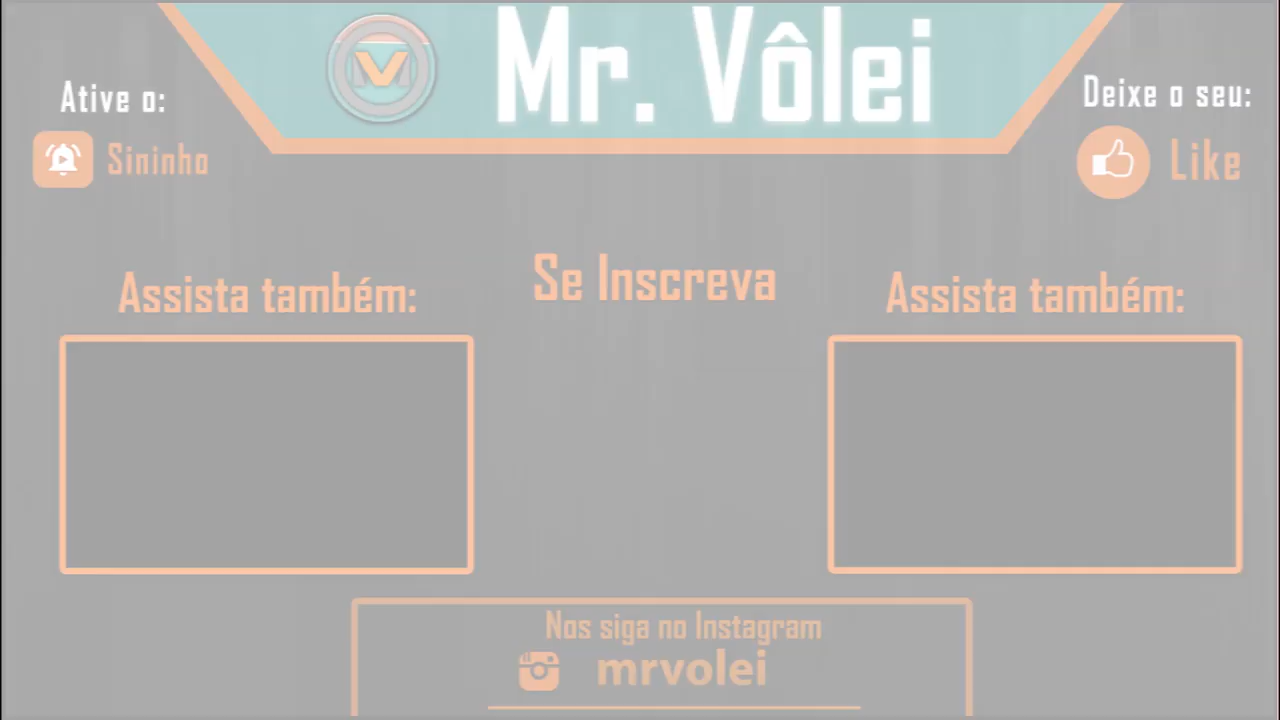 Mr. Vôlei
Ative o:
Sininho
Deixe o seu:
Like
Assista também:
Se Inscreva
Assista também:
Nos siga no Instagram
mrvolei